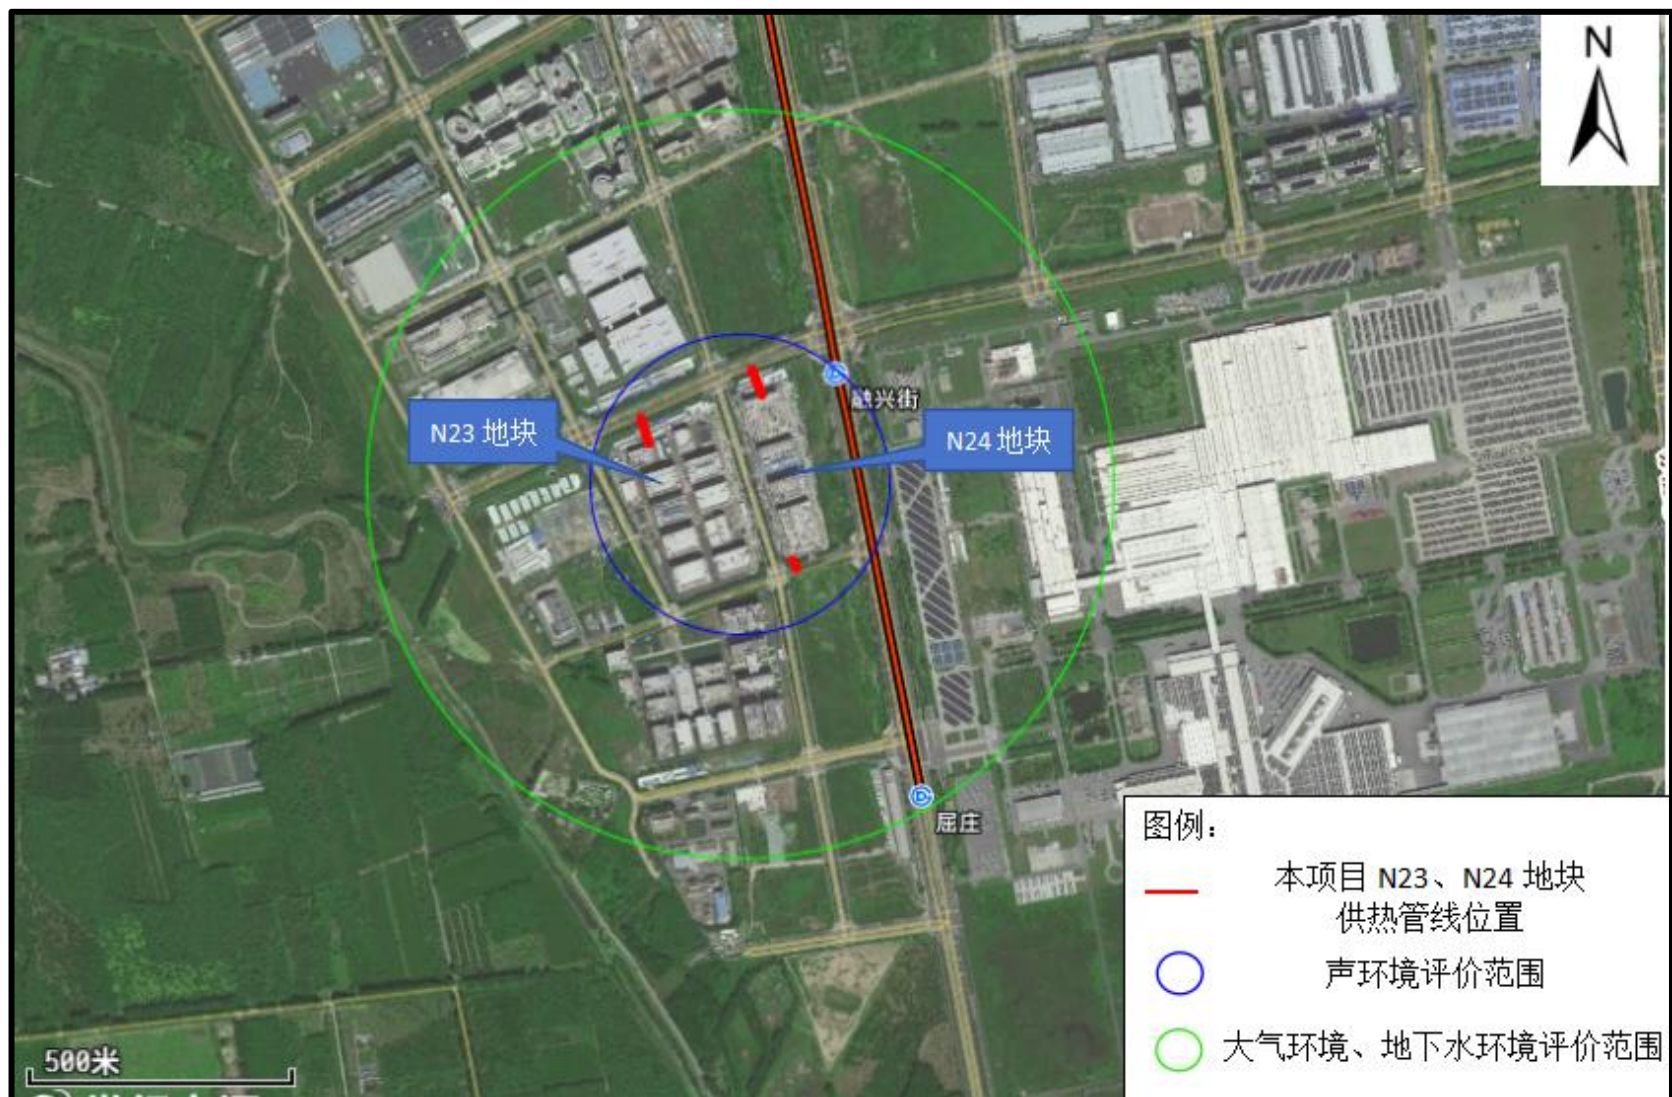 N
融兴街
N23 地块
N24 地块
屈庄
图例：
本项目 N23、N24 地块
供热管线位置
声环境评价范围
大气环境、地下水环境评价范围
500米